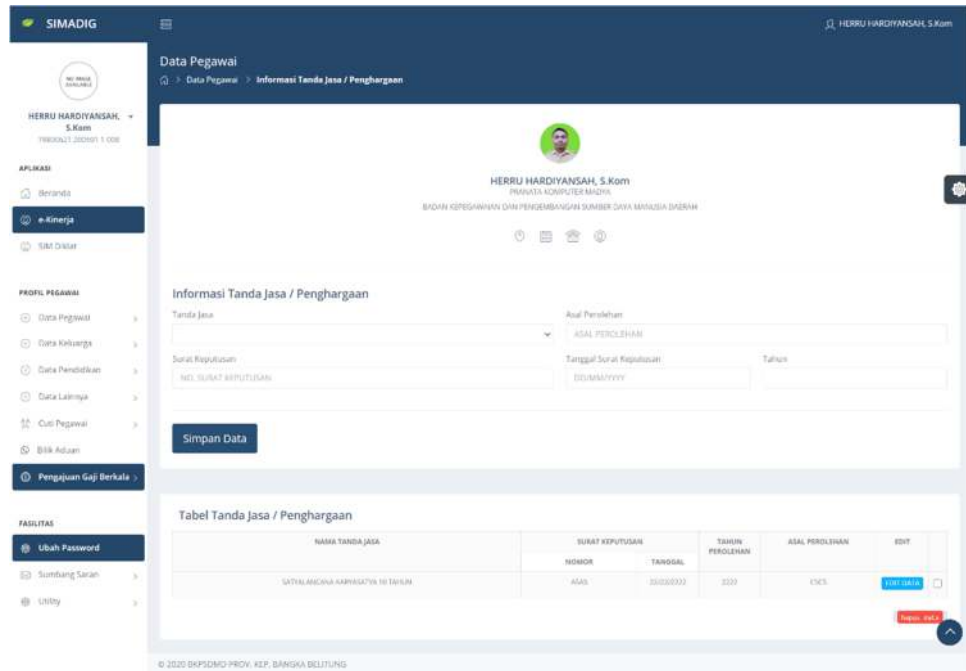 SIMADIG
HERRU HARDIYANSAH, S.Kom
NO IMAGE
AVAILABLE
HERRU HARDIYANSAH,
S.Kom
APLIKASI
Beranda
e-Kinerja
SIM Diklat
PROFIL PEGAWAI
Data Pegawai
Data Keluarga
Data Pendidikan
Data Lainnya
Cuti Pegawai
Bilik Aduan
Pengajuan Gaji Berkala
FASILITAS
Ubah Password
Sumbang Saran
Utility
Data Pegawai
> Data Pegawai > Informasi Tanda Jasa / Penghargaan
HERRU HARDIYANSAH, S.Kom
PRANATA KOMPUTER MADYA
BADAN KEPEGAWAIAN DAN PENGEMBANGAN SUMBER DAYA MANUSIA DAERAH
Informasi Tanda Jasa / Penghargaan
Tanda Jasa
Asal Perolehan
ASAL PEROLEHAN
Surat Keputusan
Tanggal Surat Keputusan
Tahun
NO. SURAT KEPUTUSAN
DD/MM/YYYY
Simpan Data
Tabel Tanda Jasa / Penghargaan
NAMA TANDA JASA
SURAT KEPUTUSAN
TAHUN PEROLEHAN
ASAL PEROLEHAN
EDIT
NOMOR
TANGGAL
SATYALANCANA KARYASATYA 10 TAHUN
EDIT DATA
Hapus data
© 2020 BKPSDMD PROV. KEP. BANGKA BELITUNG